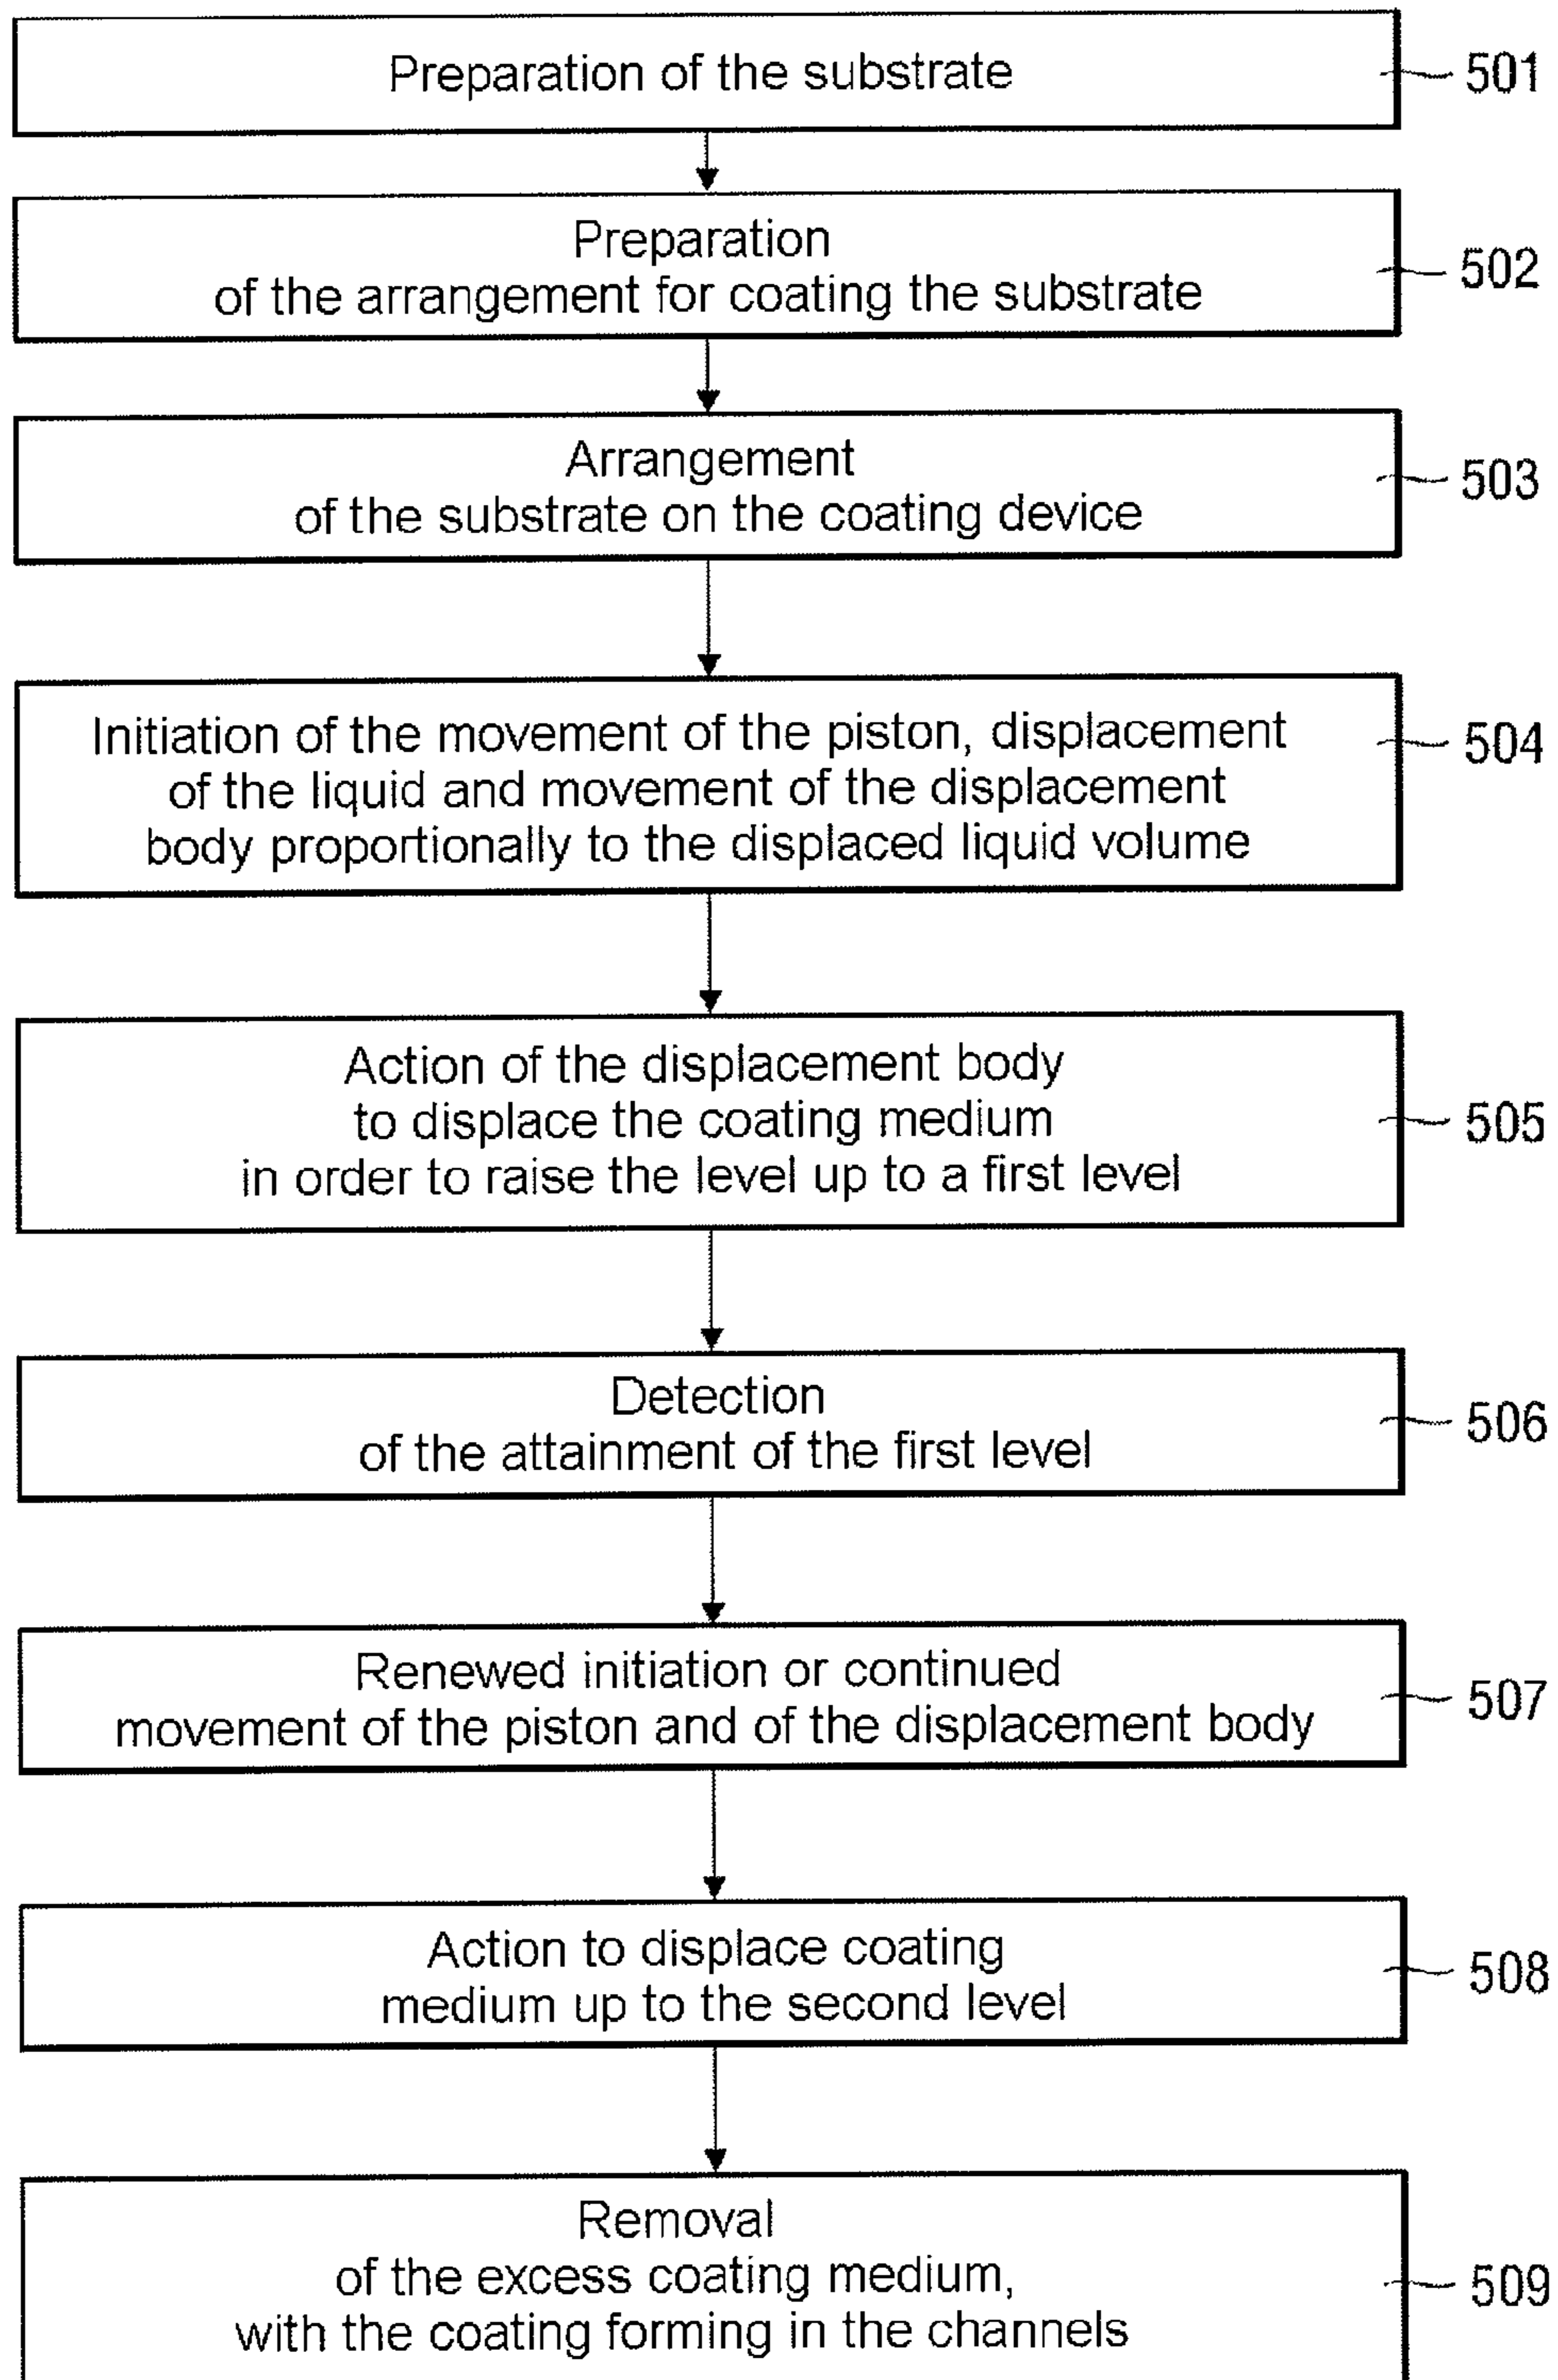 Preparation of the substrate
501
Preparation
of the arrangement for coating the substrate
502
Arrangement
of the substrate on the coating device
503
Initiation of the movement of the piston, displacement
of the liquid and movement of the displacement
body proportionally to the displaced liquid volume
504
Action of the displacement body
to displace the coating medium
in order to raise the level up to a first level
505
Detection
of the attainment of the first level
506
Renewed initiation or continued
movement of the piston and of the displacement body
507
Action to displace coating
medium up to the second level
508
Removal
of the excess coating medium,
with the coating forming in the channels
509